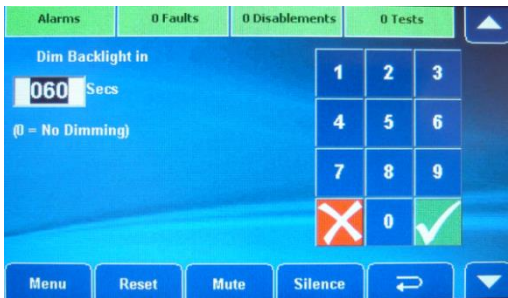 Alarms 0 Faults 0 Disablements 0 Tests
Dim Backlight in
060 Secs
(0 = No Dimming)
1 2 3
4 5 6
7 8 9
0
Menu Reset Mute Silence